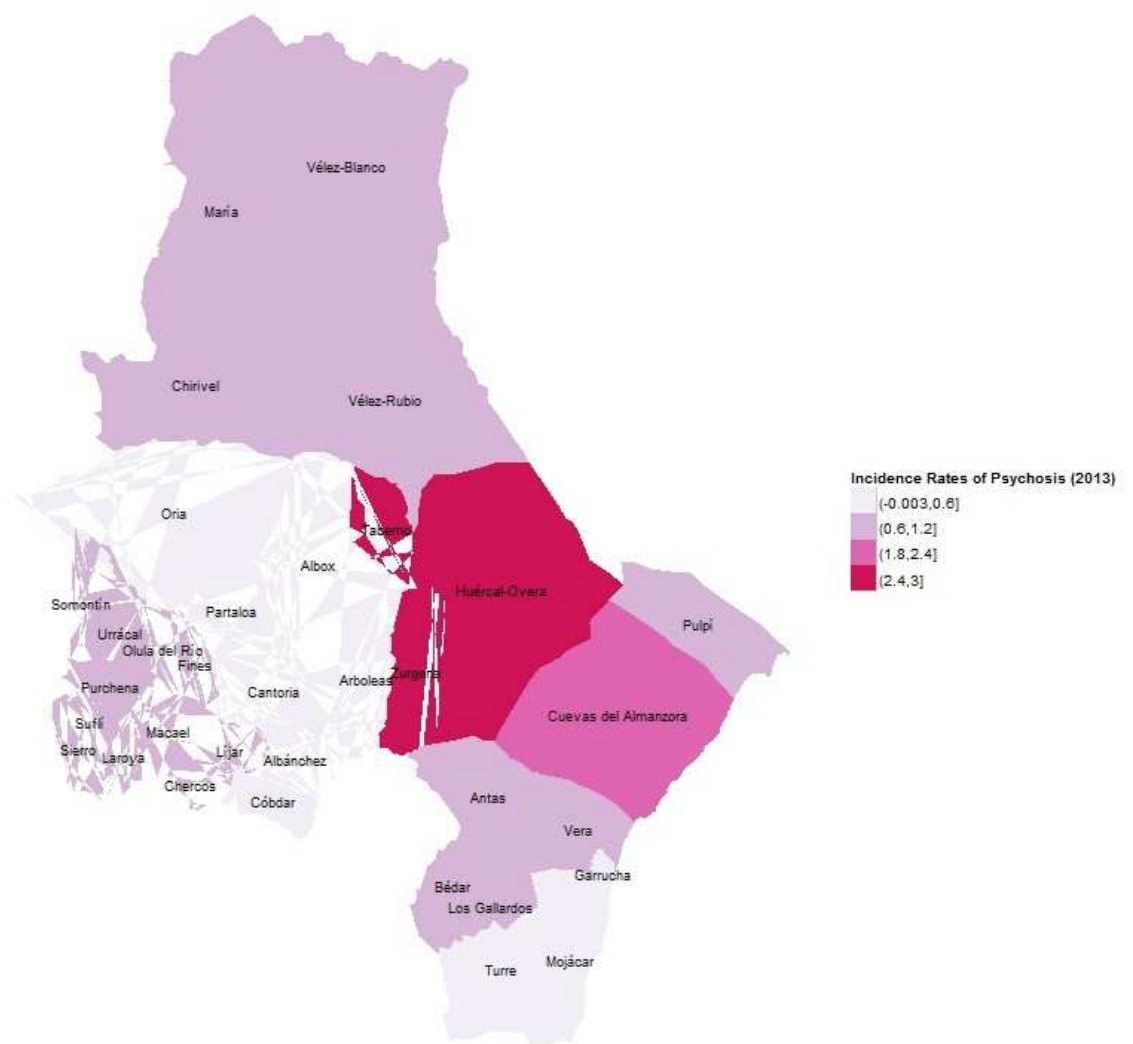 Vélez-Blanco
María
Chirivel
Vélez-Rubio
Incidence Rates of Psychosis (2013)
(-0.003,0.6]
(0.6,1.2]
(1.8,2.4]
(2.4,3]
Oria
Taberno
Albox
Huércal-Overa
Somontín
Partaloa
Urrácal
Pulpí
Olula del Río
Fines
Purchena
Cantoria
Arboleas
Zurgena
Cuevas del Almanzora
Suflí
Macael
Sierro
Laroya
Líjar
Albánchez
Chercos
Cóbdar
Antas
Vera
Garrucha
Bédar
Los Gallardos
Turre
Mojácar